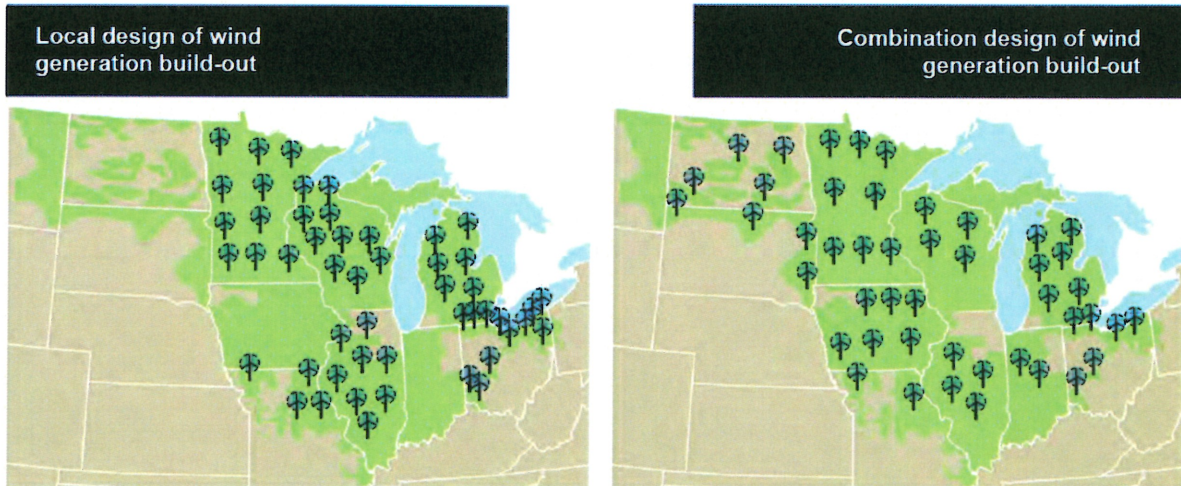 Local design of wind
generation build-out
Combination design of wind
generation build-out